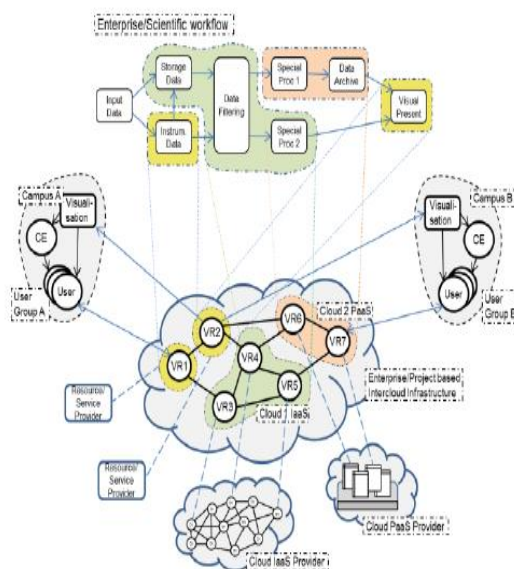 Enterprise/Scientific workflow
Storage
Data
Special
Proc 1
Data
Archive
Input
Data
Data
Filtering
Visual
Present
Instrum.
Data
Special
Proc 2
Campus A
Visuali-
sation
CE
User
User
Group A
Campus B
Visuali-
sation
CE
User
User
Group B
Cloud 2 PaaS
VR6
VR2
VR7
VR4
VR1
VR5
VR3
Cloud 1 IaaS
Enterprise/Project based
Intercloud Infrastructure
Resource/
Service
Provider
Resource/
Service
Provider
Cloud IaaS Provider
Cloud PaaS Provider